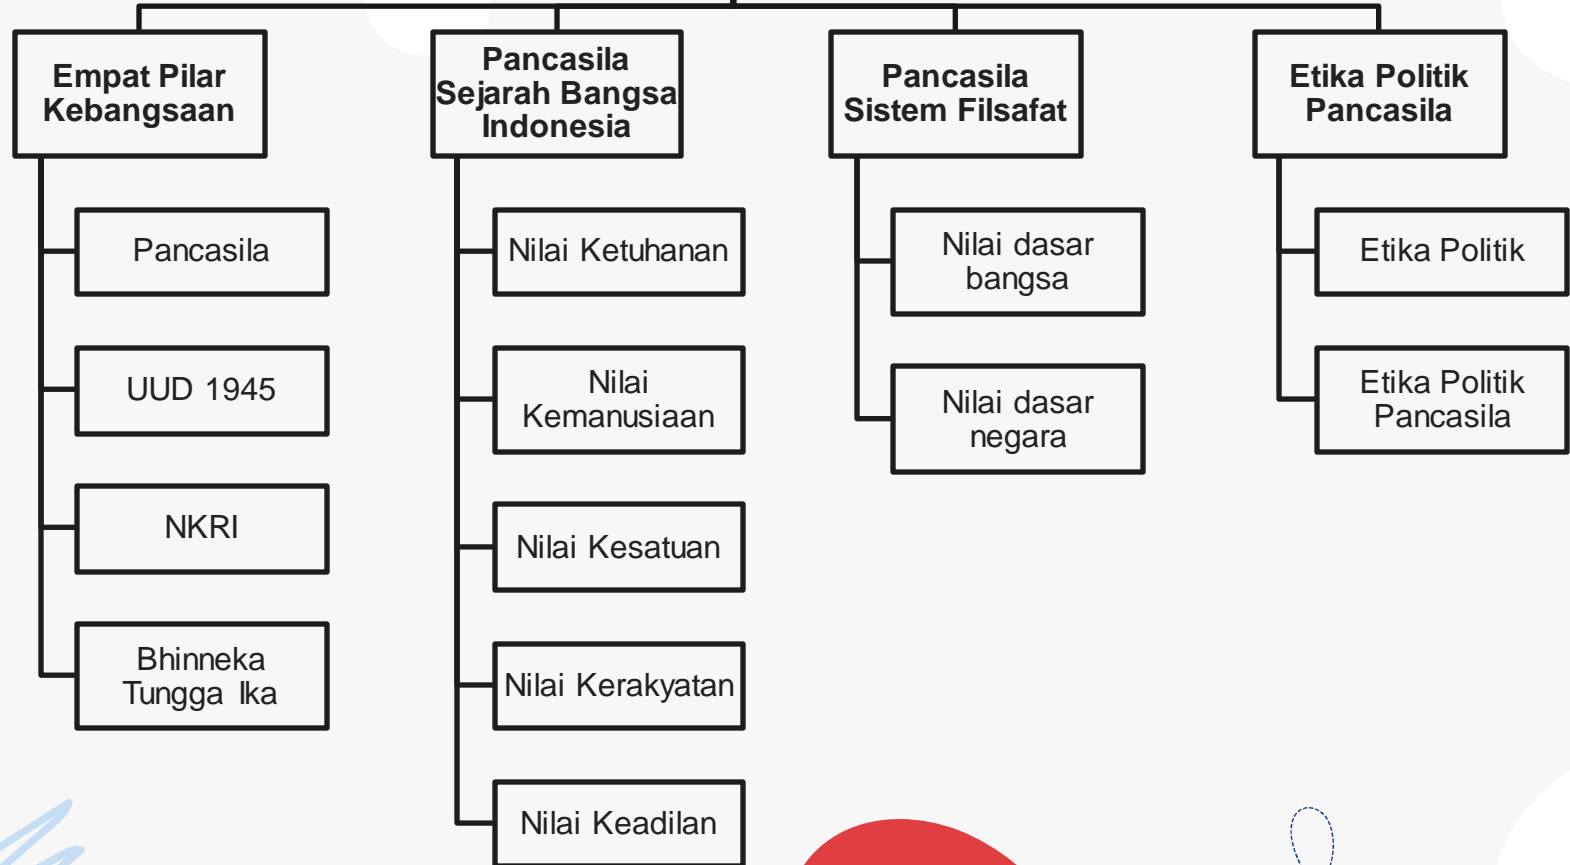 Empat Pilar
Kebangsaan
Pancasila
UUD 1945
NKRI
Bhinneka
Tungga Ika
Pancasila
Sejarah Bangsa
Indonesia
Nilai Ketuhanan
Nilai
Kemanusiaan
Nilai Kesatuan
Nilai Kerakyatan
Nilai Keadilan
Pancasila
Sistem Filsafat
Nilai dasar
bangsa
Nilai dasar
negara
Etika Politik
Pancasila
Etika Politik
Etika Politik
Pancasila